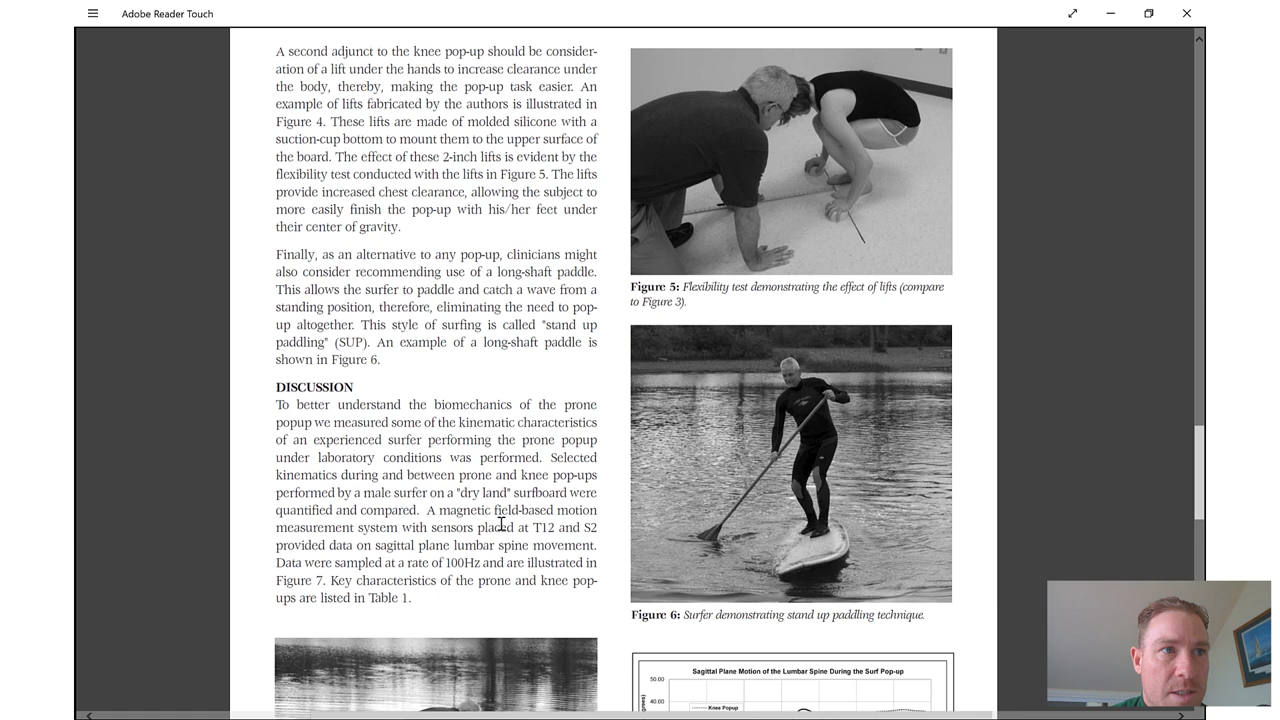 Adobe Reader Touch
A second adjunct to the knee pop-up should be consider-
ation of a lift under the hands to increase clearance under
the body, thereby, making the pop-up task easier. An
example of lifts fabricated by the authors is illustrated in
Figure 4. These lifts are made of molded silicone with a
suction-cup bottom to mount them to the upper surface of
the board. The effect of these 2-inch lifts is evident by the
flexibility test conducted with the lifts in Figure 5. The lifts
provide increased chest clearance, allowing the subject to
more easily finish the pop-up with his/her feet under
their center of gravity.
Finally, as an alternative to any pop-up, clinicians might
also consider recommending use of a long-shaft paddle.
This allows the surfer to paddle and catch a wave from a
standing position, therefore, eliminating the need to pop-
up altogether. This style of surfing is called "stand up
paddling" (SUP). An example of a long-shaft paddle is
shown in Figure 6.
DISCUSSION
To better understand the biomechanics of the prone
popup we measured some of the kinematic characteristics
of an experienced surfer performing the prone popup
under laboratory conditions was performed. Selected
kinematics during and between prone and knee pop-ups
performed by a male surfer on a "dry land" surfboard were
quantified and compared. A magnetic field-based motion
measurement system with sensors placed at T12 and S2
provided data on sagittal plane lumbar spine movement.
Data were sampled at a rate of 100Hz and are illustrated in
Figure 7. Key characteristics of the prone and knee pop-
ups are listed in Table 1.
Figure 5: Flexibility test demonstrating the effect of lifts (compare
to Figure 3).
Figure 6: Surfer demonstrating stand up paddling technique.
Sagittal Plane Motion of the Lumbar Spine During the Surf Pop-up
50.00
40.00
Knee Popup